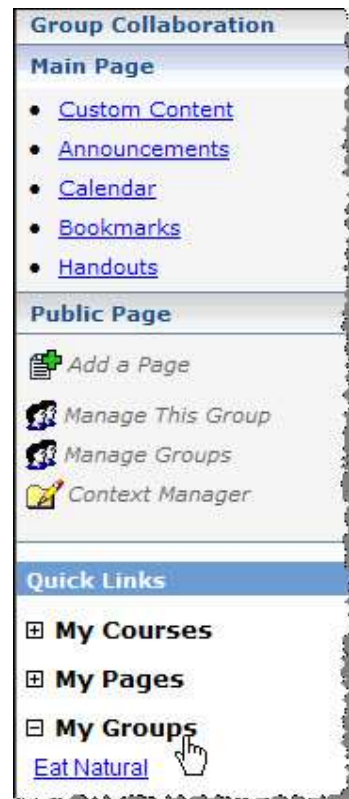 Group Collaboration
Main Page
Custom Content
Announcements
Calendar
Bookmarks
Handouts
Public Page
Add a Page
Manage This Group
Manage Groups
Context Manager
Quick Links
My Courses
My Pages
My Groups
Eat Natural